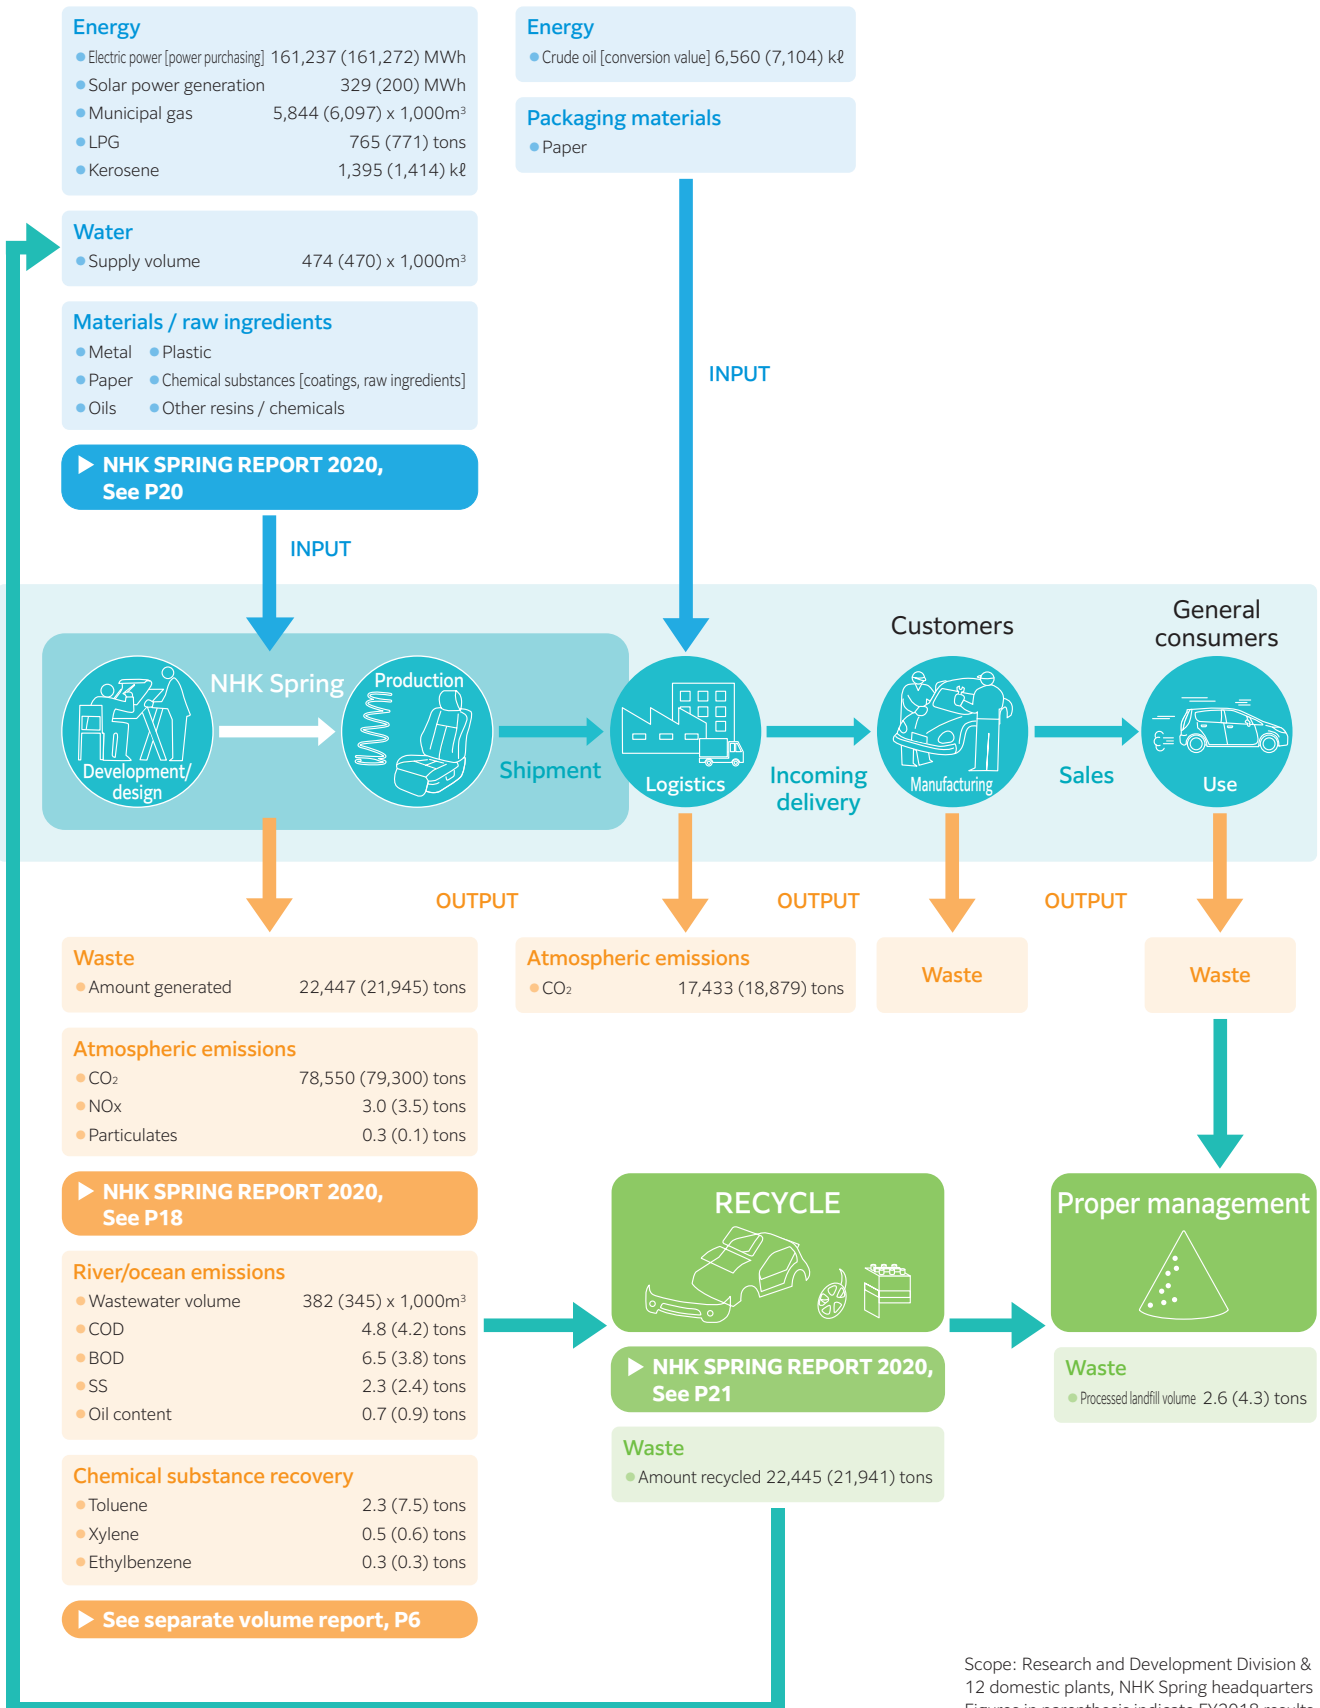 Energy
Electric power [power purchasing] 161,237 (161,272) MWh
Solar power generation 329 (200) MWh
Municipal gas 5,844 (6,097) x 1,000m³
LPG 765 (771) tons
Kerosene 1,395 (1,414) kℓ
Water
Supply volume 474 (470) x 1,000m³
Materials / raw ingredients
Metal Plastic
Paper Chemical substances [coatings, raw ingredients]
Oils Other resins / chemicals
▶ NHK SPRING REPORT 2020,
See P20
INPUT
Energy
Crude oil [conversion value] 6,560 (7,104) kℓ
Packaging materials
Paper
INPUT
NHK Spring
Development/
design
Production
Shipment
Logistics
Incoming
delivery
Customers
Manufacturing
Sales
General
consumers
Use
OUTPUT
OUTPUT
OUTPUT
Waste
Amount generated 22,447 (21,945) tons
Atmospheric emissions
CO₂ 78,550 (79,300) tons
NOx 3.0 (3.5) tons
Particulates 0.3 (0.1) tons
▶ NHK SPRING REPORT 2020,
See P18
River/ocean emissions
Wastewater volume 382 (345) x 1,000m³
COD 4.8 (4.2) tons
BOD 6.5 (3.8) tons
SS 2.3 (2.4) tons
Oil content 0.7 (0.9) tons
Chemical substance recovery
Toluene 2.3 (7.5) tons
Xylene 0.5 (0.6) tons
Ethylbenzene 0.3 (0.3) tons
▶ See separate volume report, P6
Atmospheric emissions
CO₂ 17,433 (18,879) tons
Waste
Waste
RECYCLE
▶ NHK SPRING REPORT 2020,
See P21
Waste
Amount recycled 22,445 (21,941) tons
Proper management
Waste
Processed landfill volume 2.6 (4.3) tons
Scope: Research and Development Division &
12 domestic plants, NHK Spring headquarters
Figures in parenthesis indicate FY2018 results